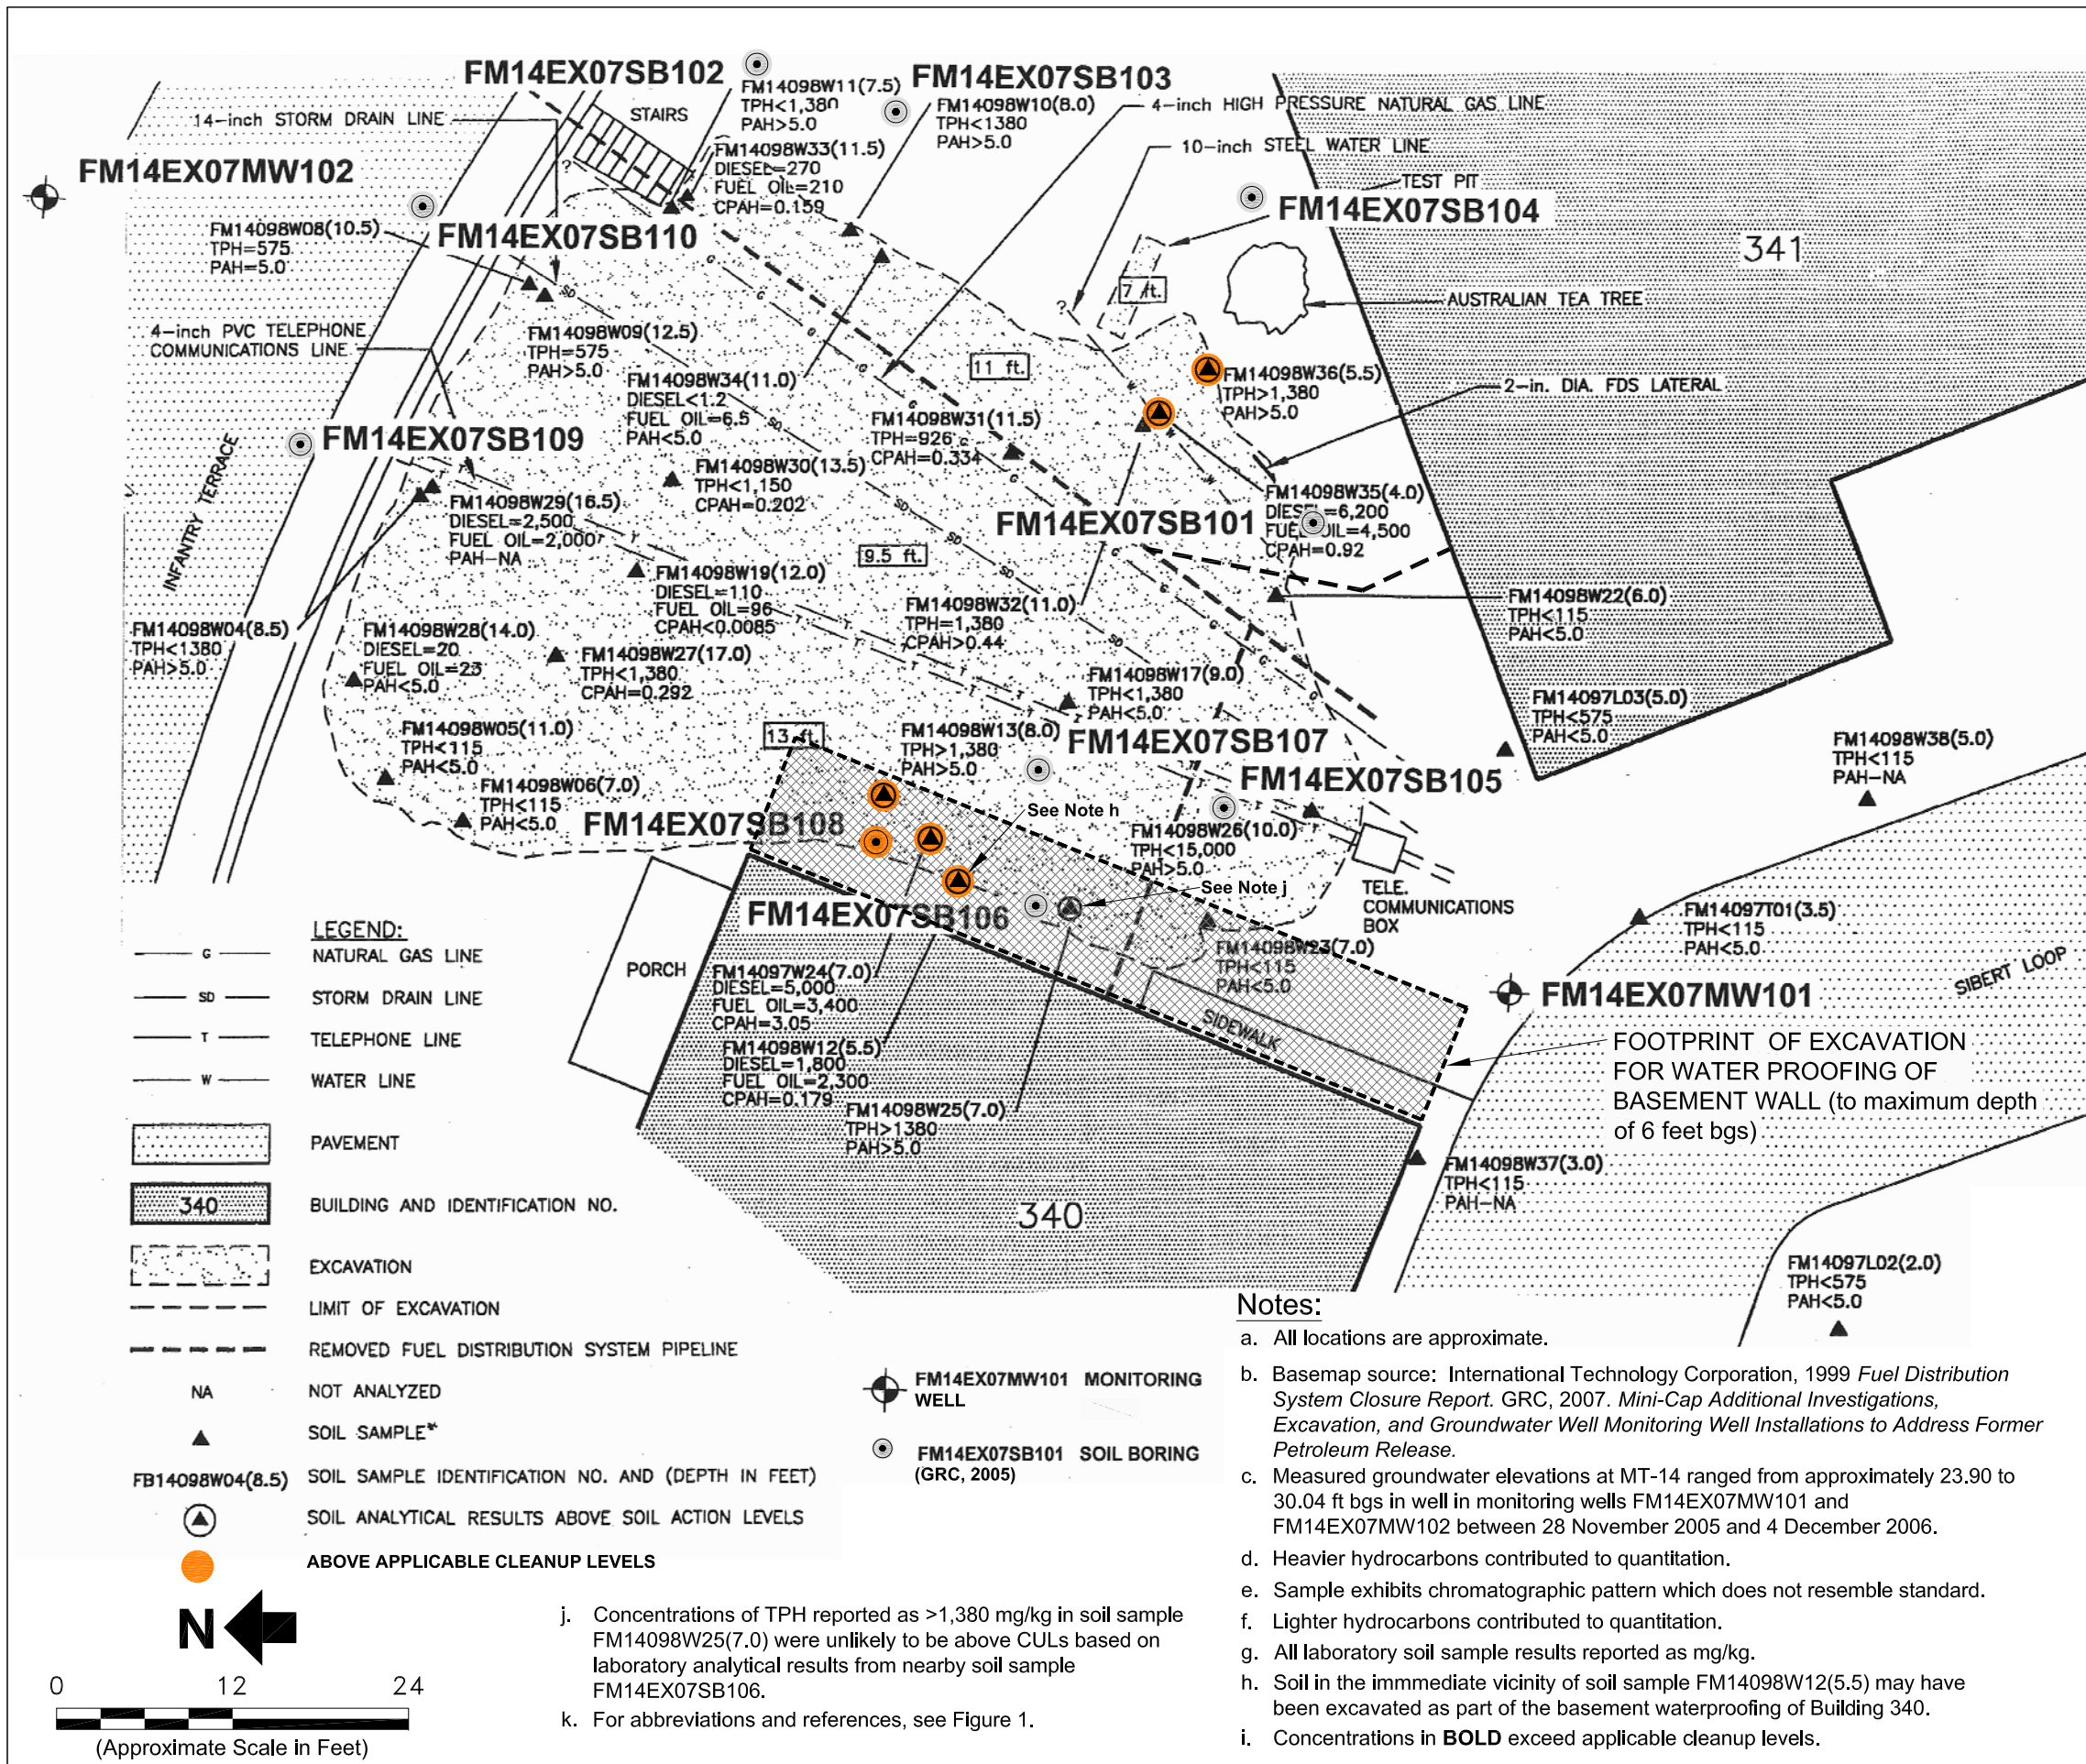 FM14EX07SB102
FM14098W11(7.5)
TPH<1,380
PAH>5.0
FM14EX07SB103
FM14098W10(8.0)
TPH<1380
PAH>5.0
4-inch HIGH PRESSURE NATURAL GAS LINE
14-inch STORM DRAIN LINE
STAIRS
?
10-inch STEEL WATER LINE
FM14EX07MW102
FM14098W33(11.5)
DIESEL=270
FUEL OIL=210
CPAH=0.159
TEST PIT
FM14EX07SB104
FM14098W08(10.5)
TPH=575
PAH=5.0
FM14EX07SB110
341
7 ft.
?
AUSTRALIAN TEA TREE
4-inch PVC TELEPHONE
COMMUNICATIONS LINE
FM14098W09(12.5)
TPH=575
PAH>5.0
11 ft.
FM14098W36(5.5)
TPH>1,380
PAH>5.0
2-in. DIA. FDS LATERAL
FM14098W34(11.0)
DIESEL<1.2
FUEL OIL=6.5
PAH<5.0
FM14098W31(11.5)
TPH=926
CPAH=0.334
FM14EX07SB109
INFANTRY TERRACE
FM14098W30(13.5)
TPH<1,150
CPAH=0.202
FM14098W29(16.5)
DIESEL=2,500
FUEL OIL=2,000
PAH-NA
FM14EX07SB101
FM14098W35(4.0)
DIESEL=6,200
FUEL OIL=4,500
CPAH=0.92
9.5 ft.
FM14098W19(12.0)
DIESEL=110
FUEL OIL=96
CPAH<0.0085
FM14098W32(11.0)
TPH=1,380
CPAH>0.44
FM14098W22(6.0)
TPH<115
PAH<5.0
FM14098W04(8.5)
TPH<1380
PAH>5.0
FM14098W28(14.0)
DIESEL=20
FUEL OIL=23
PAH<5.0
FM14098W27(17.0)
TPH<1,380
CPAH=0.292
FM14098W17(9.0)
TPH<1,380
PAH<5.0
FM14097L03(5.0)
TPH<575
PAH<5.0
FM14098W05(11.0)
TPH<115
PAH<5.0
13 ft.
FM14098W13(8.0)
TPH>1,380
PAH>5.0
FM14EX07SB107
FM14098W38(5.0)
TPH<115
PAH-NA
FM14EX07SB105
FM14098W06(7.0)
TPH<115
PAH<5.0
FM14EX07SB108
See Note h
FM14098W26(10.0)
TPH<15,000
PAH>5.0
See Note j
TELE.
COMMUNICATIONS
BOX
FM14EX07SB106
FM14097T01(3.5)
TPH<115
PAH<5.0
SIBERT LOOP
FM14098W23(7.0)
TPH<115
PAH<5.0
PORCH
FM14097W24(7.0)
DIESEL=5,000
FUEL OIL=3,400
CPAH=3.05
FM14EX07MW101
SIDEWALK
FOOTPRINT OF EXCAVATION
FOR WATER PROOFING OF
BASEMENT WALL (to maximum depth
of 6 feet bgs)
FM14098W12(5.5)
DIESEL=1,800
FUEL OIL=2,300
CPAH=0.179
FM14098W25(7.0)
TPH>1380
PAH>5.0
FM14098W37(3.0)
TPH<115
PAH-NA
340
FM14097L02(2.0)
TPH<575
PAH<5.0
LEGEND:
G NATURAL GAS LINE
SD STORM DRAIN LINE
T TELEPHONE LINE
W WATER LINE
PAVEMENT
340 BUILDING AND IDENTIFICATION NO.
EXCAVATION
LIMIT OF EXCAVATION
REMOVED FUEL DISTRIBUTION SYSTEM PIPELINE
NA NOT ANALYZED
SOIL SAMPLE*
FB14098W04(8.5) SOIL SAMPLE IDENTIFICATION NO. AND (DEPTH IN FEET)
SOIL ANALYTICAL RESULTS ABOVE SOIL ACTION LEVELS
ABOVE APPLICABLE CLEANUP LEVELS
FM14EX07MW101 MONITORING
WELL
FM14EX07SB101 SOIL BORING
(GRC, 2005)
N
0 12 24
(Approximate Scale in Feet)
Notes:
a. All locations are approximate.
b. Basemap source: International Technology Corporation, 1999 Fuel Distribution
System Closure Report. GRC, 2007. Mini-Cap Additional Investigations,
Excavation, and Groundwater Well Monitoring Well Installations to Address Former
Petroleum Release.
c. Measured groundwater elevations at MT-14 ranged from approximately 23.90 to
30.04 ft bgs in well in monitoring wells FM14EX07MW101 and
FM14EX07MW102 between 28 November 2005 and 4 December 2006.
d. Heavier hydrocarbons contributed to quantitation.
e. Sample exhibits chromatographic pattern which does not resemble standard.
f. Lighter hydrocarbons contributed to quantitation.
g. All laboratory soil sample results reported as mg/kg.
h. Soil in the immmediate vicinity of soil sample FM14098W12(5.5) may have
been excavated as part of the basement waterproofing of Building 340.
i. Concentrations in BOLD exceed applicable cleanup levels.
j. Concentrations of TPH reported as >1,380 mg/kg in soil sample
FM14098W25(7.0) were unlikely to be above CULs based on
laboratory analytical results from nearby soil sample
FM14EX07SB106.
k. For abbreviations and references, see Figure 1.